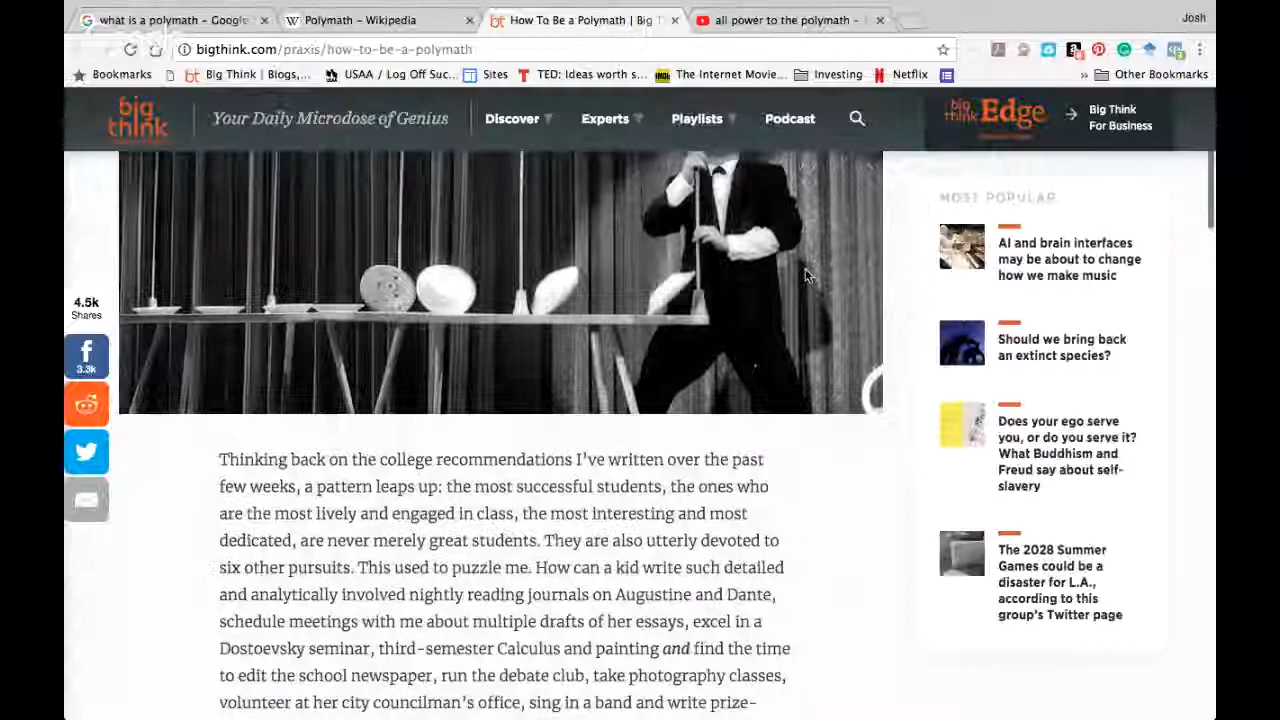 what is a polymath - Google
Polymath - Wikipedia
How To Be a Polymath | Big T
all power to the polymath -
Josh
bigthink.com/praxis/how-to-be-a-polymath
Bookmarks
Big Think | Blogs,...
USAA / Log Off Suc...
Sites
TED: Ideas worth s...
The Internet Movie...
Investing
Netflix
»
Other Bookmarks
big think
Your Daily Microdose of Genius
Discover
Experts
Playlists
Podcast
big think Edge
Big Think
For Business
MOST POPULAR
AI and brain interfaces
may be about to change
how we make music
Should we bring back
an extinct species?
Does your ego serve
you, or do you serve it?
What Buddhism and
Freud say about self-
slavery
The 2028 Summer
Games could be a
disaster for L.A.,
according to this
group's Twitter page
4.5k
Shares
3.3k
Thinking back on the college recommendations I've written over the past
few weeks, a pattern leaps up: the most successful students, the ones who
are the most lively and engaged in class, the most interesting and most
dedicated, are never merely great students. They are also utterly devoted to
six other pursuits. This used to puzzle me. How can a kid write such detailed
and analytically involved nightly reading journals on Augustine and Dante,
schedule meetings with me about multiple drafts of her essays, excel in a
Dostoevsky seminar, third-semester Calculus and painting and find the time
to edit the school newspaper, run the debate club, take photography classes,
volunteer at her city councilman's office, sing in a band and write prize-